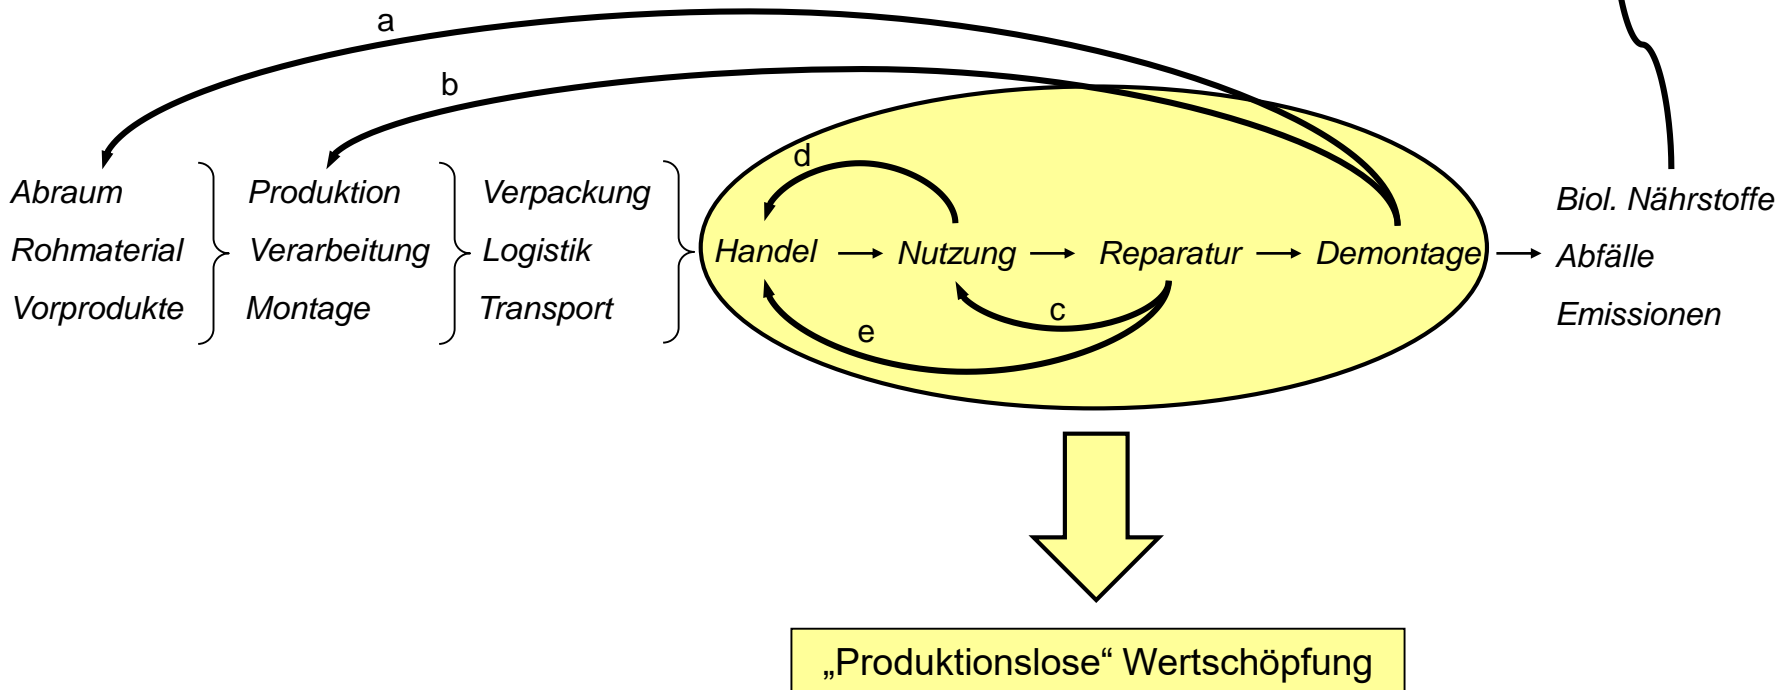 a
b
d
Abraum
Produktion
Verpackung
Biol. Nährstoffe
Rohmaterial
Verarbeitung
Logistik
Handel
Nutzung
Reparatur
Demontage
Abfälle
Vorprodukte
Montage
Transport
c
e
Emissionen
„Produktionslose“ Wertschöpfung